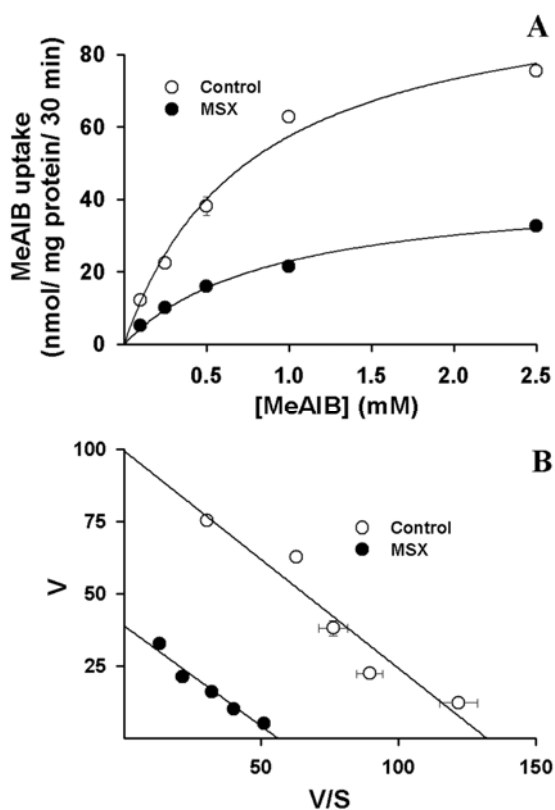 A
80
60
40
20
0
MeAIB uptake
(nmol/ mg protein/ 30 min)
Control
MSX
0.5
1.0
1.5
2.0
2.5
[MeAIB] (mM)
B
100
75
50
25
V
Control
MSX
50
100
150
V/S